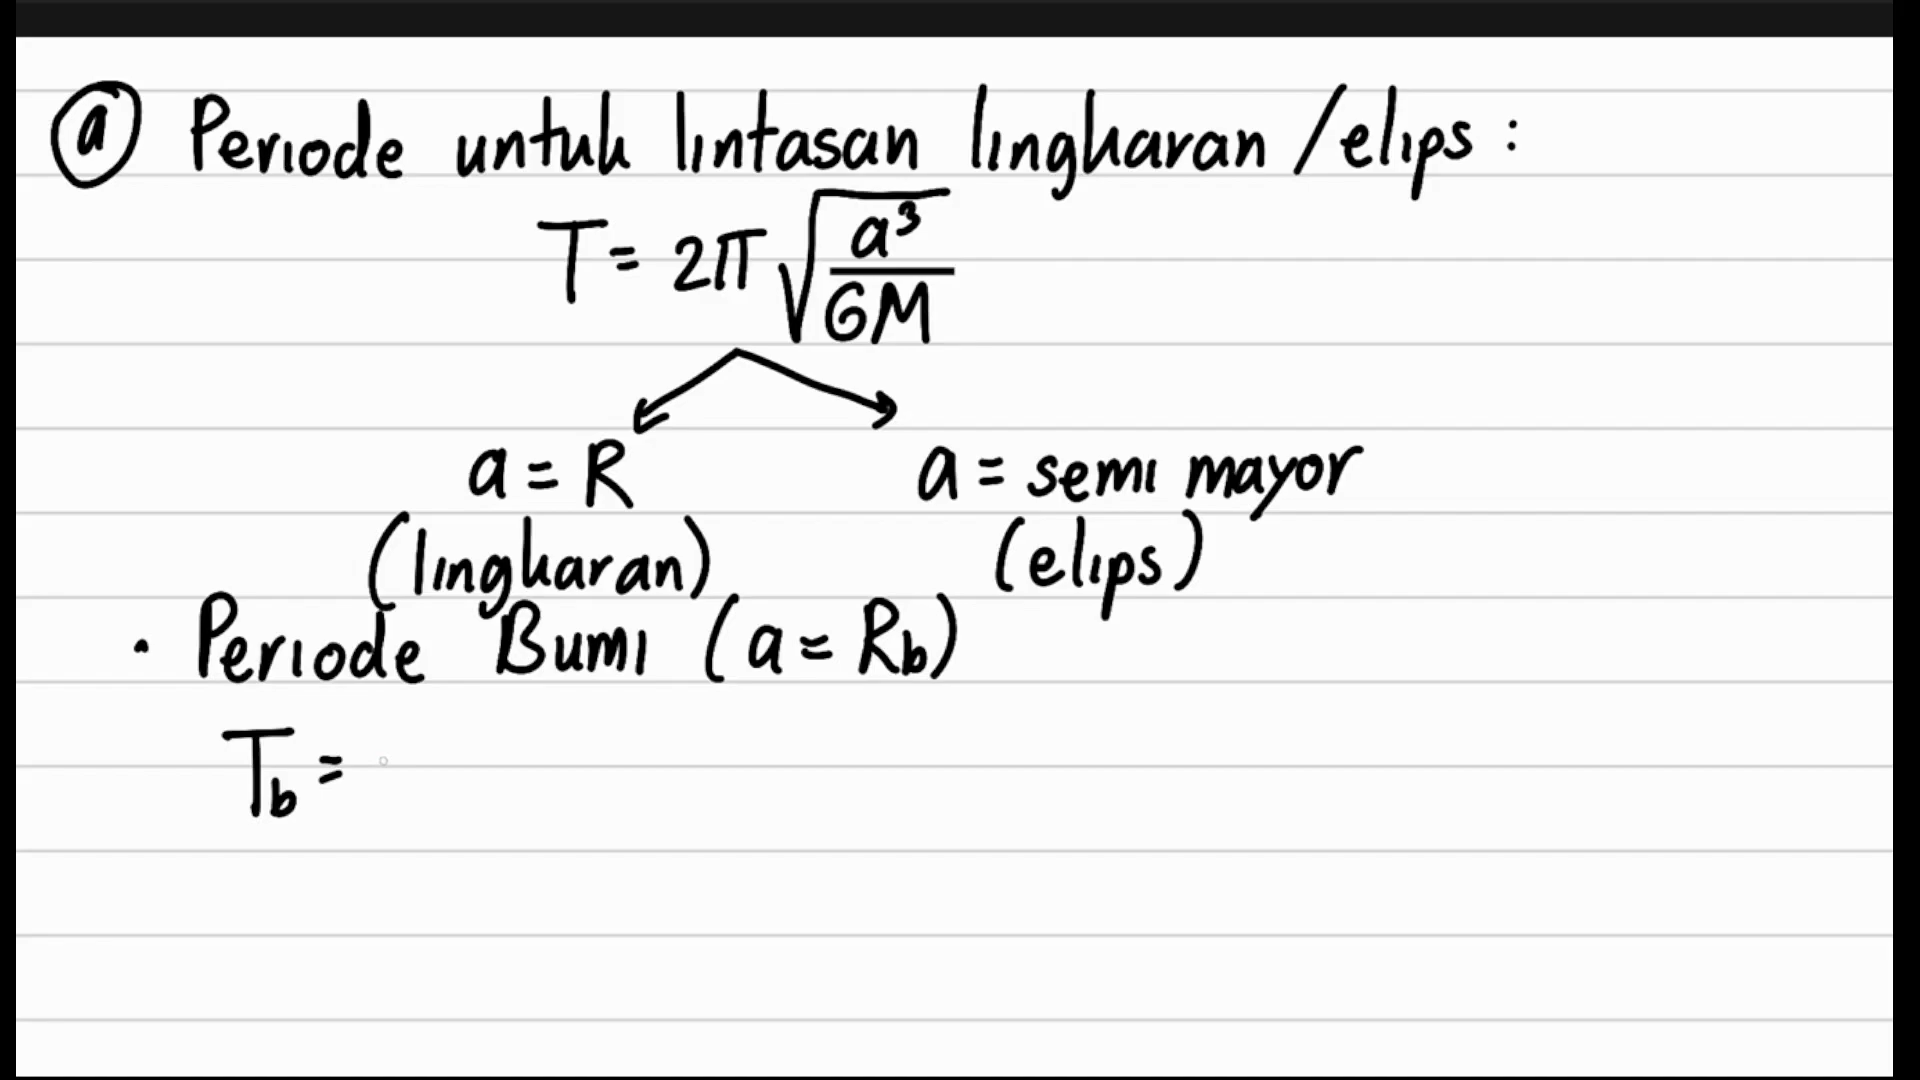 (a) Periode untuk lintasan lingkaran/elips :
T = 2π √(a³/GM)
a = R a = semi mayor
(lingkaran) (elips)
• Periode Bumi (a = Rb)
Tb =